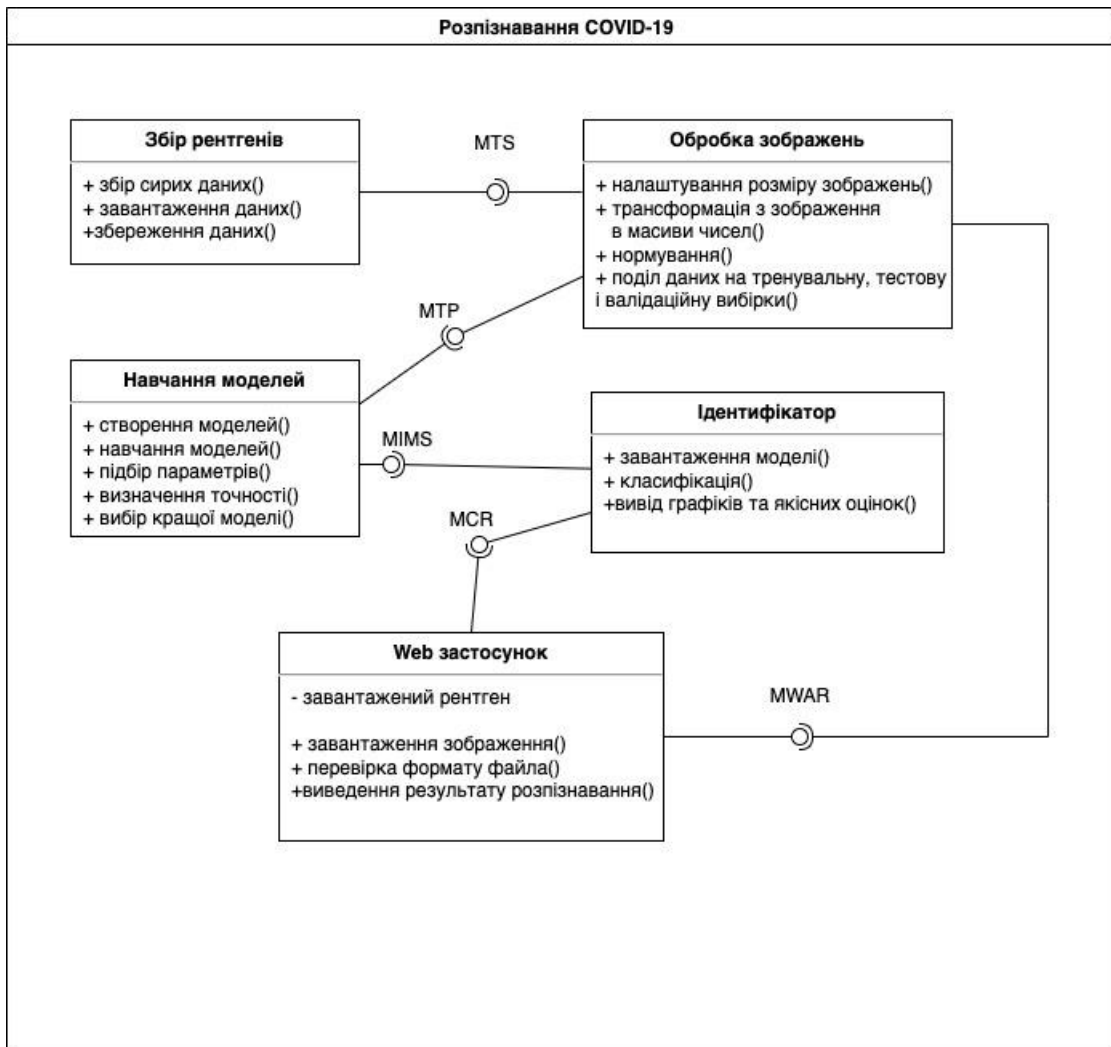 Розпізнавання COVID-19
Збір рентгенів
+ збір сирих даних()
+ завантаження даних()
+збереження даних()
MTS
Обробка зображень
+ налаштування розміру зображень()
+ трансформація з зображення
в масиви чисел()
+ нормування()
+ поділ даних на тренувальну, тестову
і валідаційну вибірки()
MTP
Навчання моделей
+ створення моделей()
+ навчання моделей()
+ підбір параметрів()
+ визначення точності()
+ вибір кращої моделі()
MIMS
Ідентифікатор
+ завантаження моделі()
+ класифікація()
+вивід графіків та якісних оцінок()
MCR
Web застосунок
- завантажений рентген
+ завантаження зображення()
+ перевірка формату файла()
+виведення результату розпізнавання()
MWAR